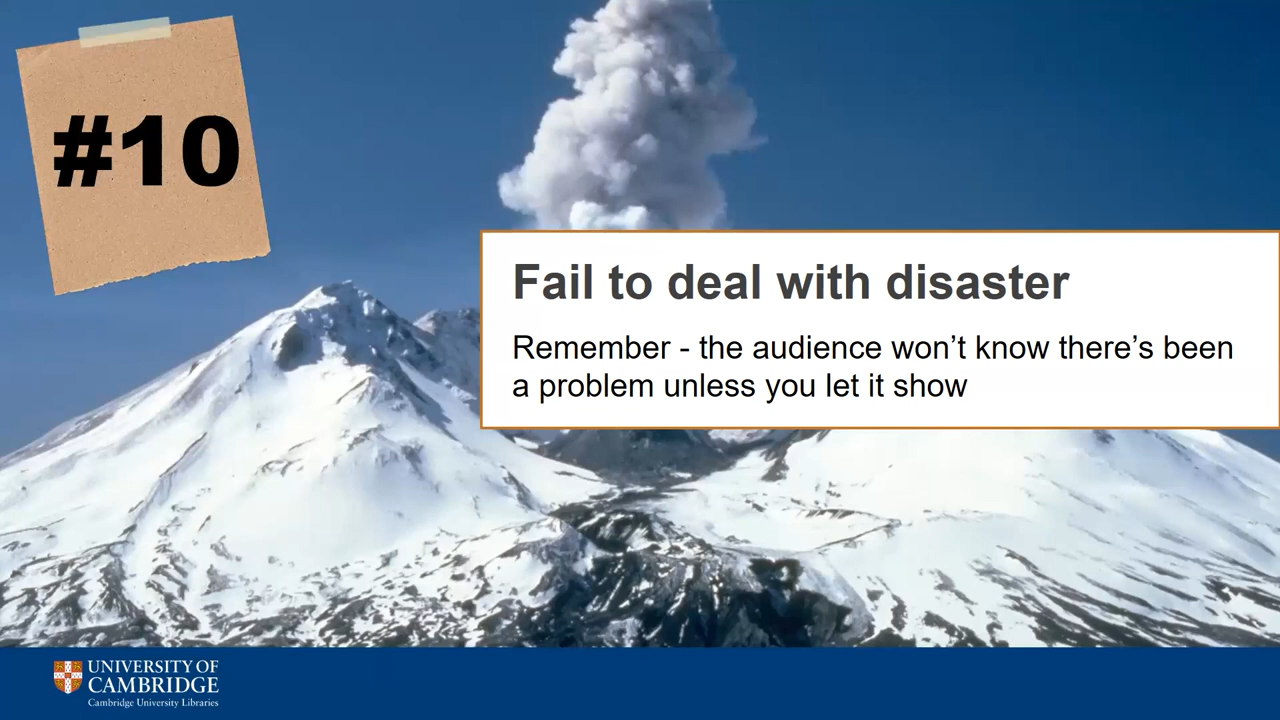 #10
Fail to deal with disaster
Remember - the audience won’t know there’s been
a problem unless you let it show
UNIVERSITY OF
CAMBRIDGE
Cambridge University Libraries